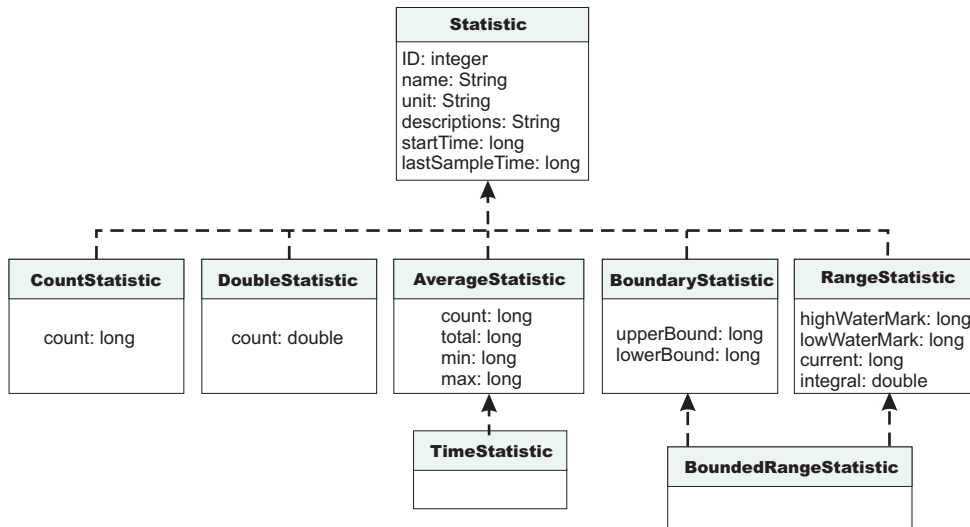 Statistic
ID: integer
name: String
unit: String
descriptions: String
startTime: long
lastSampleTime: long
CountStatistic
count: long
DoubleStatistic
count: double
AverageStatistic
count: long
total: long
min: long
max: long
BoundaryStatistic
upperBound: long
lowerBound: long
RangeStatistic
highWaterMark: long
lowWaterMark: long
current: long
integral: double
TimeStatistic
BoundedRangeStatistic